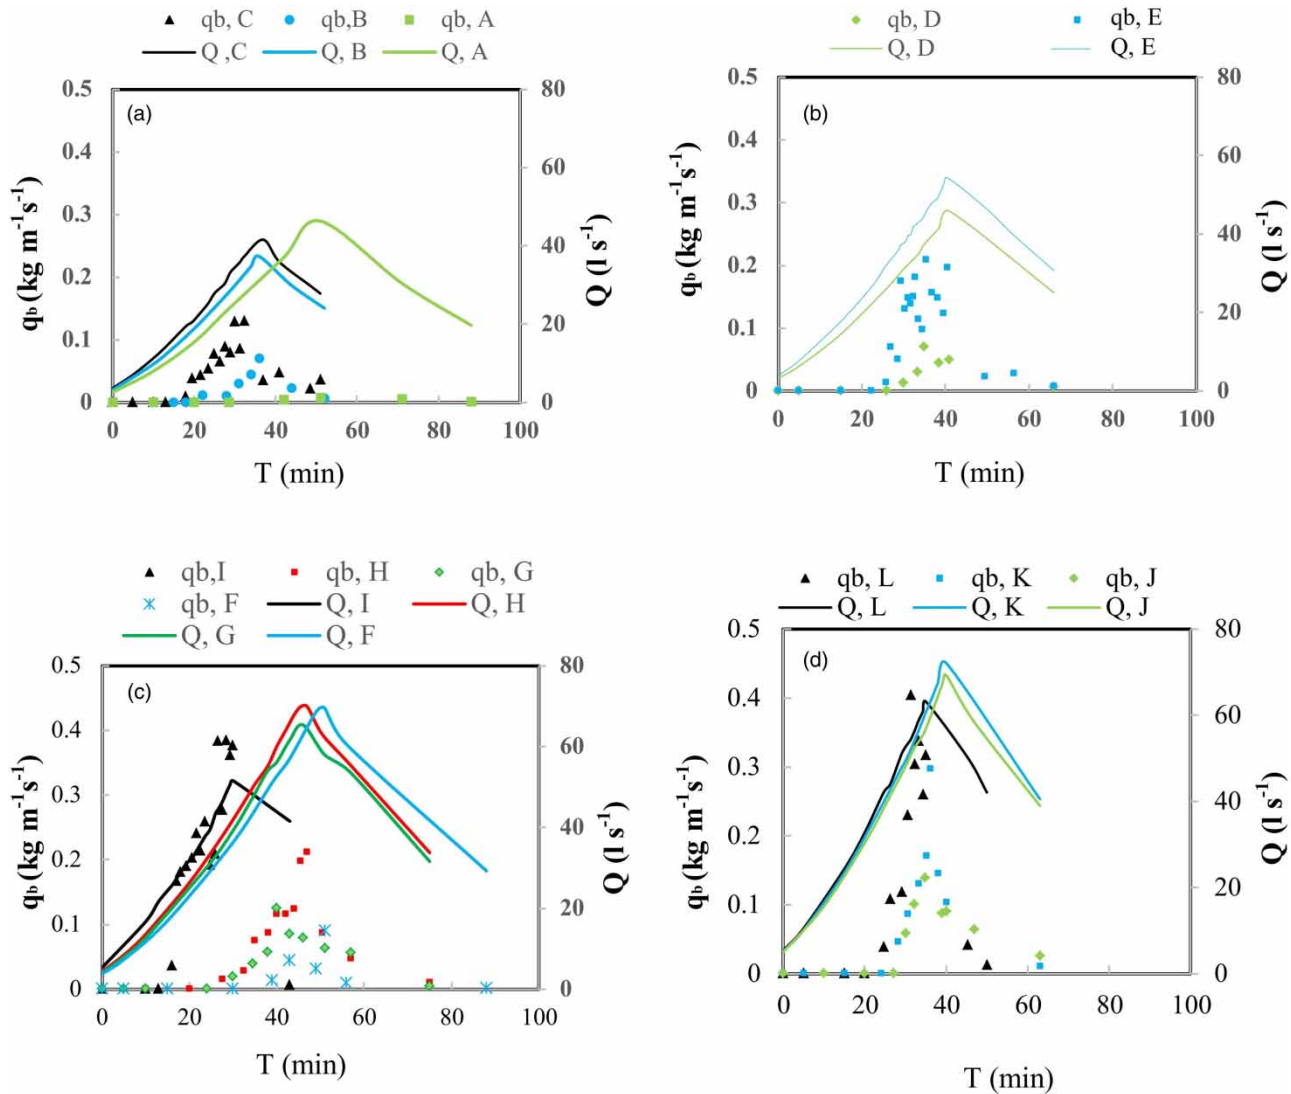 qb, C qb,B qb, A
Q ,C Q, B Q, A
(a)
0.5
0.4
0.3
0.2
0.1
0
80
60
40
20
0
0 20 40 60 80 100
q_b (kg m⁻¹s⁻¹)
Q (l s⁻¹)
T (min)
qb, D qb, E
Q, D Q, E
(b)
0.5
0.4
0.3
0.2
0.1
0
80
60
40
20
0
0 20 40 60 80 100
q_b (kg m⁻¹s⁻¹)
Q (l s⁻¹)
T (min)
qb,I qb, H qb, G
qb, F Q, I Q, H
Q, G Q, F
(c)
0.5
0.4
0.3
0.2
0.1
0
80
60
40
20
0
0 20 40 60 80 100
q_b (kg m⁻¹s⁻¹)
Q (l s⁻¹)
T (min)
qb, L qb, K qb, J
Q, L Q, K Q, J
(d)
0.5
0.4
0.3
0.2
0.1
0
80
60
40
20
0
0 20 40 60 80 100
q_b (kg m⁻¹s⁻¹)
Q (l s⁻¹)
T (min)